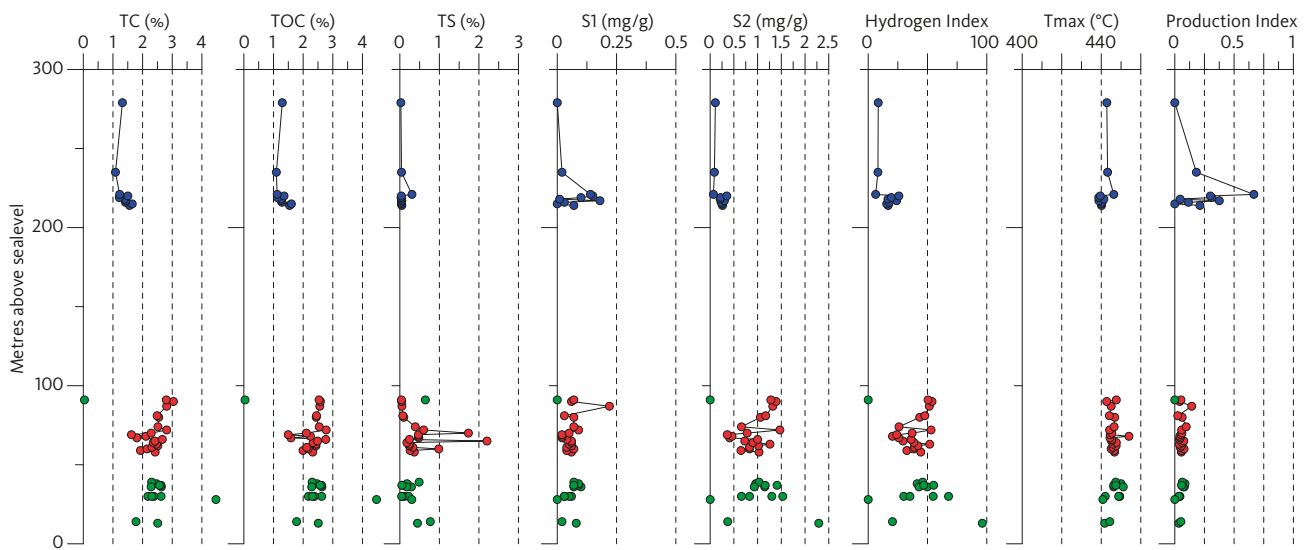 TC (%) TOC (%) TS (%) S1 (mg/g) S2 (mg/g) Hydrogen Index Tmax (°C) Production Index
0 1 2 3 4 0 1 2 3 4 0 1 2 3 0 0.25 0.5 0 0.5 1 1.5 2 2.5 0 100 400 440 0 0.5 1
300
200
100
0
Metres above sealevel